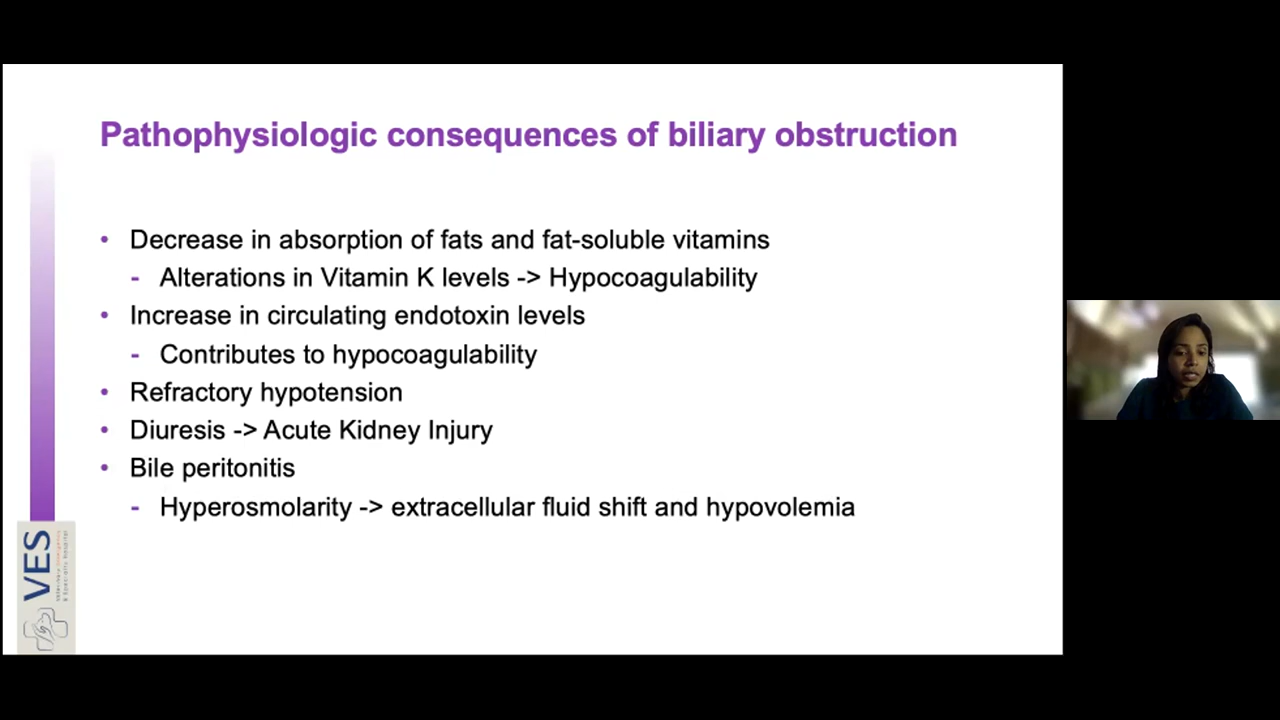 Pathophysiologic consequences of biliary obstruction
• Decrease in absorption of fats and fat-soluble vitamins
- Alterations in Vitamin K levels -> Hypocoagulability
• Increase in circulating endotoxin levels
- Contributes to hypocoagulability
• Refractory hypotension
• Diuresis -> Acute Kidney Injury
• Bile peritonitis
- Hyperosmolarity -> extracellular fluid shift and hypovolemia
VES